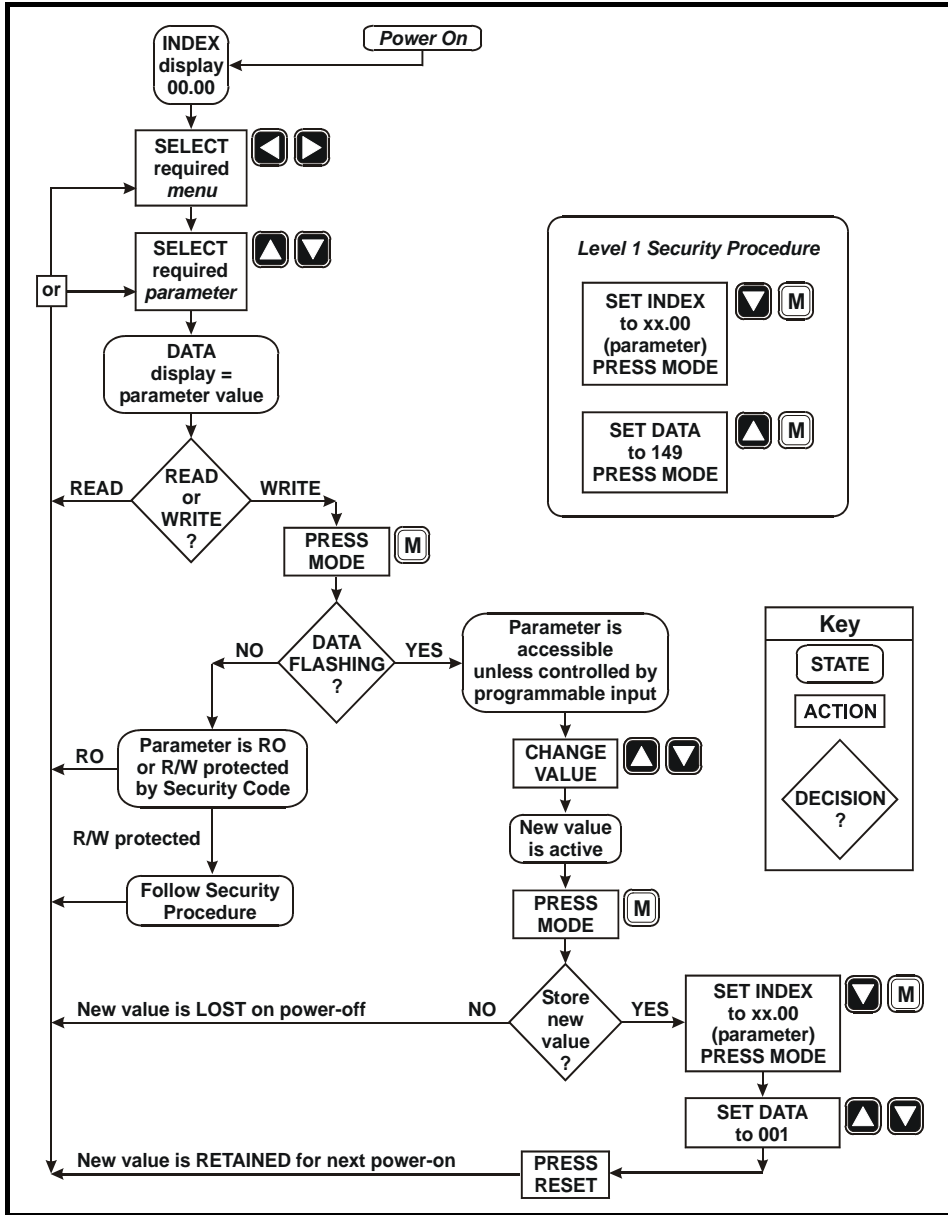 Power On
INDEX
display
00.00
SELECT
required
menu
SELECT
required
parameter
or
DATA
display =
parameter value
READ
READ
or
WRITE
?
WRITE
PRESS
MODE
M
Level 1 Security Procedure
SET INDEX
to xx.00
(parameter)
PRESS MODE
M
SET DATA
to 149
PRESS MODE
M
NO
DATA
FLASHING
?
YES
Parameter is
accessible
unless controlled by
programmable input
RO
Parameter is RO
or R/W protected
by Security Code
R/W protected
Follow Security
Procedure
CHANGE
VALUE
New value
is active
PRESS
MODE
M
Key
STATE
ACTION
DECISION
?
New value is LOST on power-off
NO
Store
new
value
?
YES
SET INDEX
to xx.00
(parameter)
PRESS MODE
M
SET DATA
to 001
New value is RETAINED for next power-on
PRESS
RESET